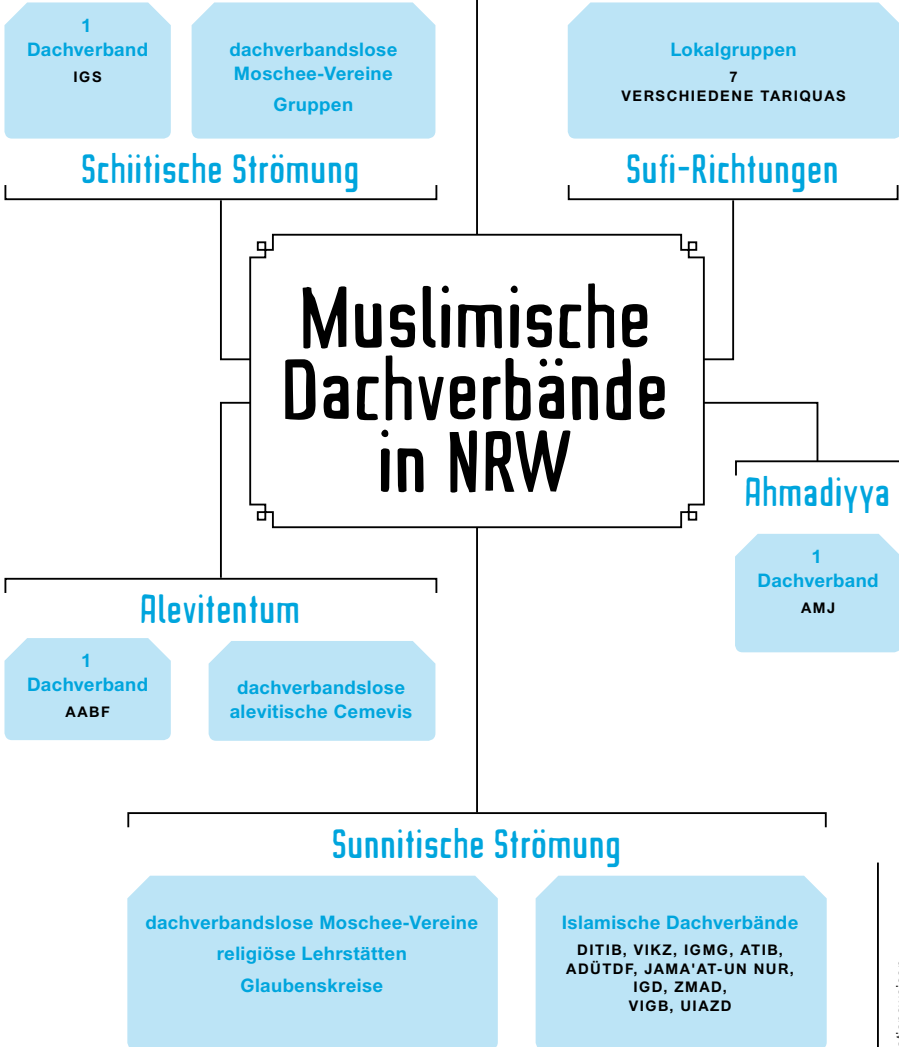 1
Dachverband
IGS
dachverbandslose
Moschee-Vereine
Gruppen
Schiitische Strömung
Lokalgruppen
7
VERSCHIEDENE TARIQUAS
Sufi-Richtungen
Muslimische
Dachverbände
in NRW
Ahmadiyya
1
Dachverband
AMJ
Alevitentum
1
Dachverband
AABF
dachverbandslose
alevitische Cemevis
Sunnitische Strömung
dachverbandslose Moschee-Vereine
religiöse Lehrstätten
Glaubenskreise
Islamische Dachverbände
DITIB, VIKZ, IGMG, ATIB,
ADÜTDF, JAMA'AT-UN NUR,
IGD, ZMAD,
VIGB, UIAZD